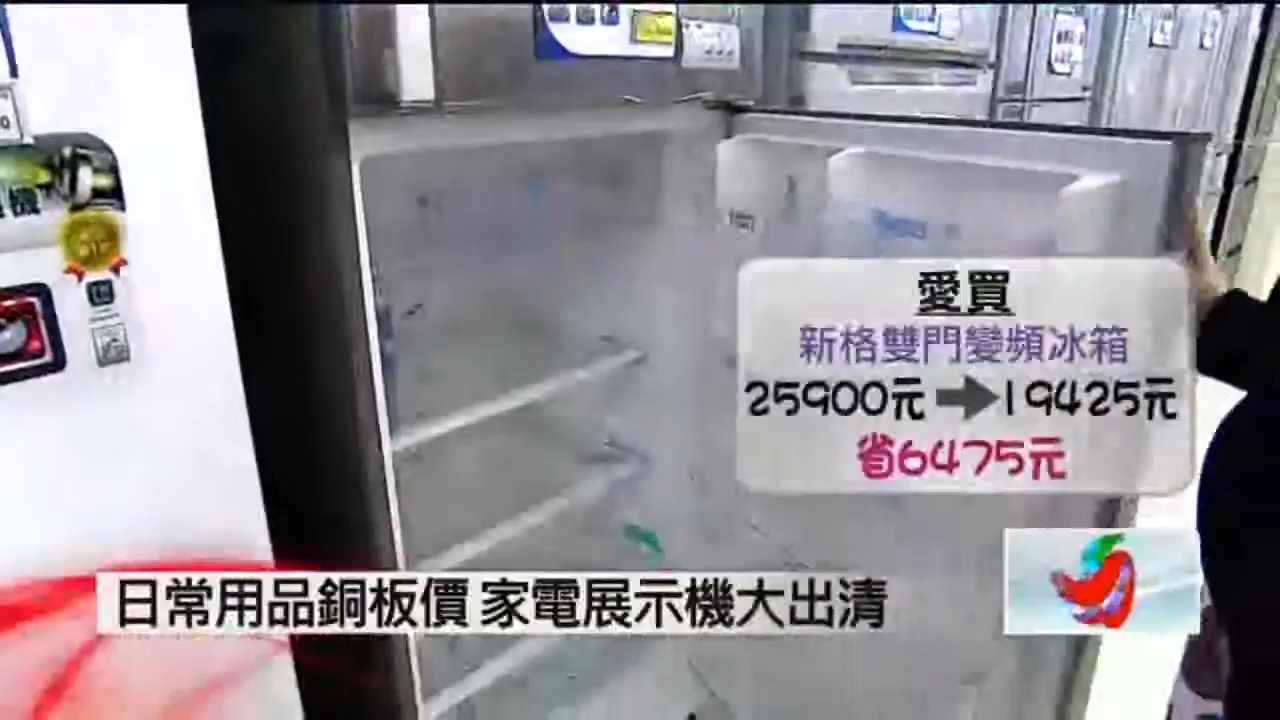 愛買
新格雙門變頻冰箱
25900元➡19425元
省6475元
日常用品銅板價 家電展示機大出清